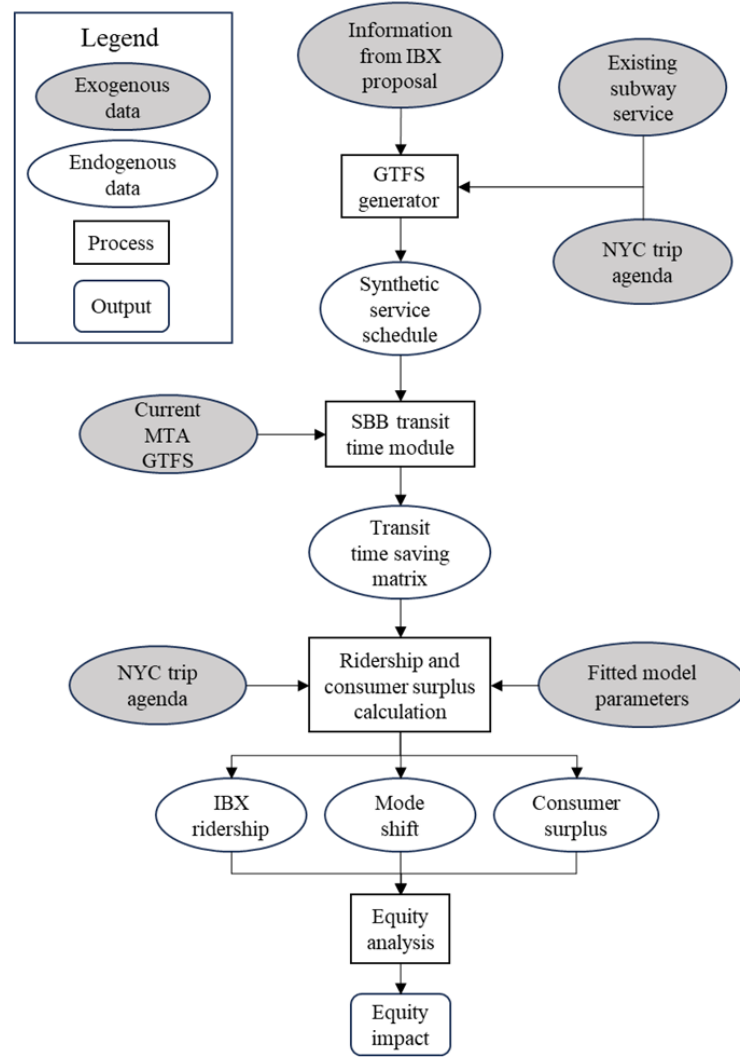 Legend
Exogenous
data
Endogenous
data
Process
Output
Information
from IBX
proposal
Existing
subway
service
GTFS
generator
NYC trip
agenda
Synthetic
service
schedule
Current
MTA
GTFS
SBB transit
time module
Transit
time saving
matrix
NYC trip
agenda
Ridership and
consumer surplus
calculation
Fitted model
parameters
IBX
ridership
Mode
shift
Consumer
surplus
Equity
analysis
Equity
impact